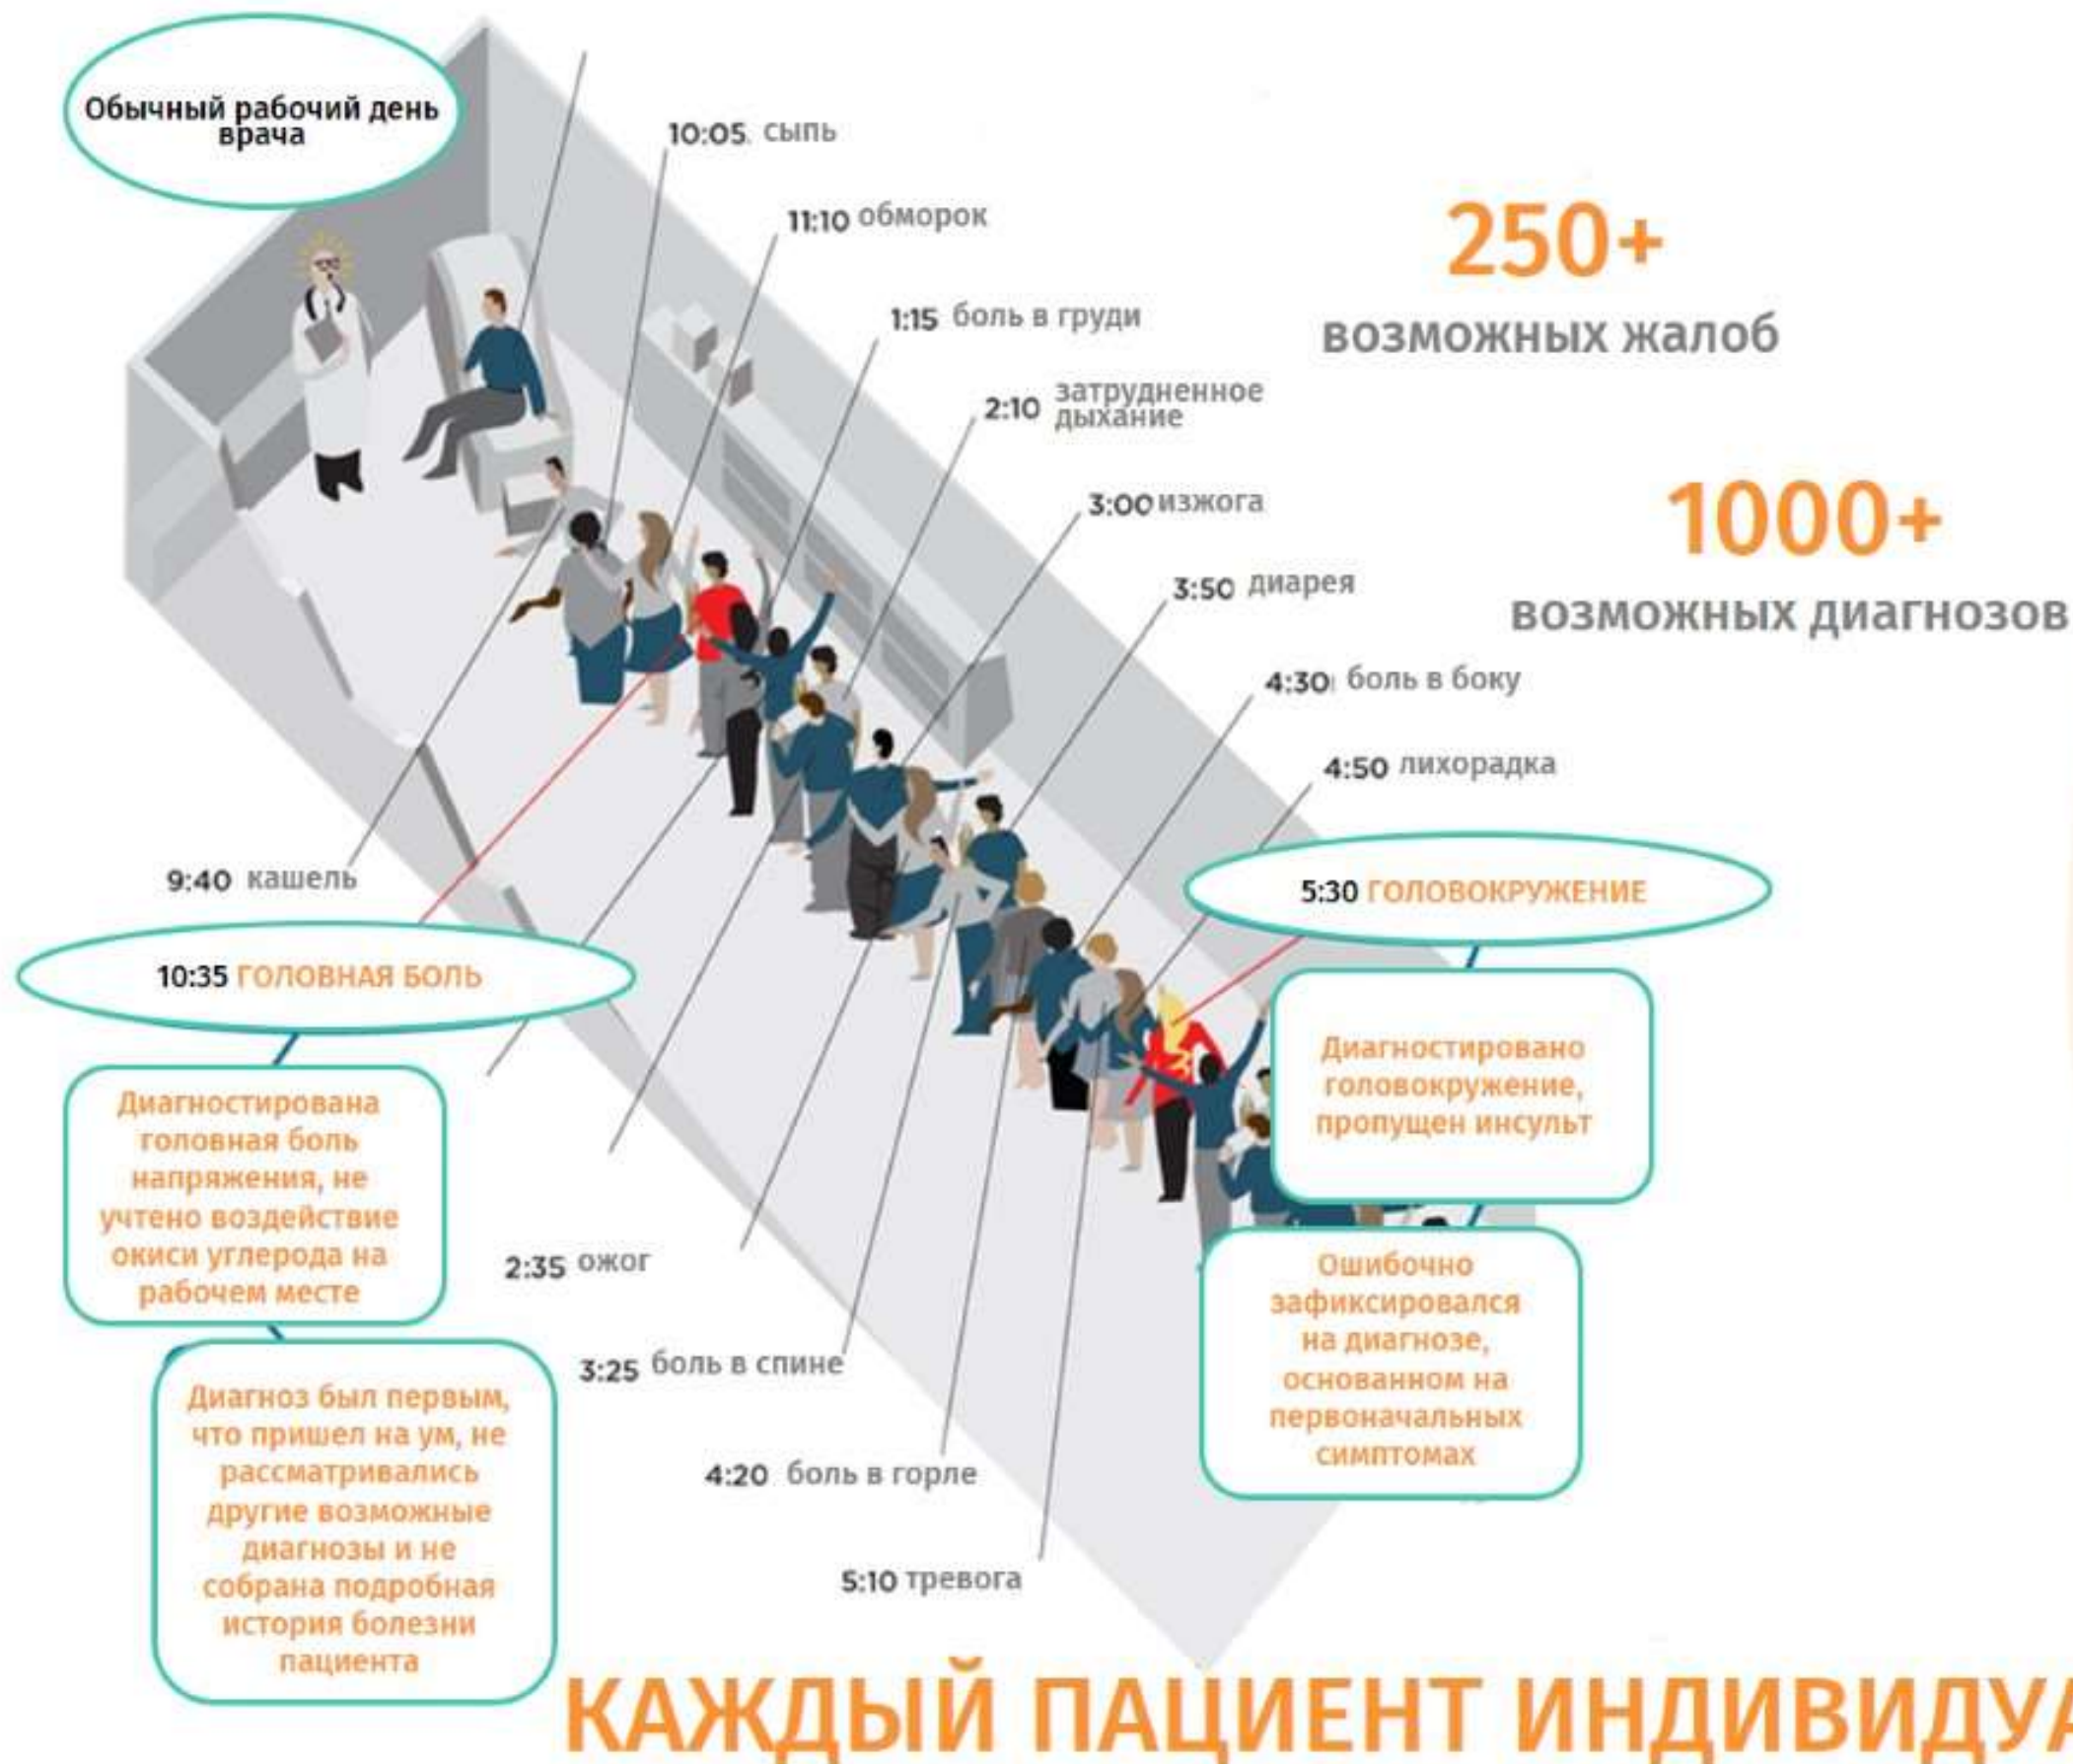 Обычный рабочий день
врача
10:05. сыпь
11:10 обморок
1:15 боль в груди
2:10 затрудненное
дыхание
3:00 изжога
3:50 диарея
4:30 боль в боку
4:50 лихорадка
250+
возможных жалоб
1000+
возможных диагнозов
9:40 кашель
10:35 ГОЛОВНАЯ БОЛЬ
Диагностирована
головная боль
напряжения, не
учтено воздействие
окиси углерода на
рабочем месте
Диагноз был первым,
что пришел на ум, не
рассматривались
другие возможные
диагнозы и не
собрана подробная
история болезни
пациента
2:35 ожог
3:25 боль в спине
4:20 боль в горле
5:10 тревога
5:30 ГОЛОВОКРУЖЕНИЕ
Диагностировано
головокружение,
пропущен инсульт
Ошибочно
зафиксировался
на диагнозе,
основанном на
первоначальных
симптомах
КАЖДЫЙ ПАЦИЕНТ ИНДИВИДУА